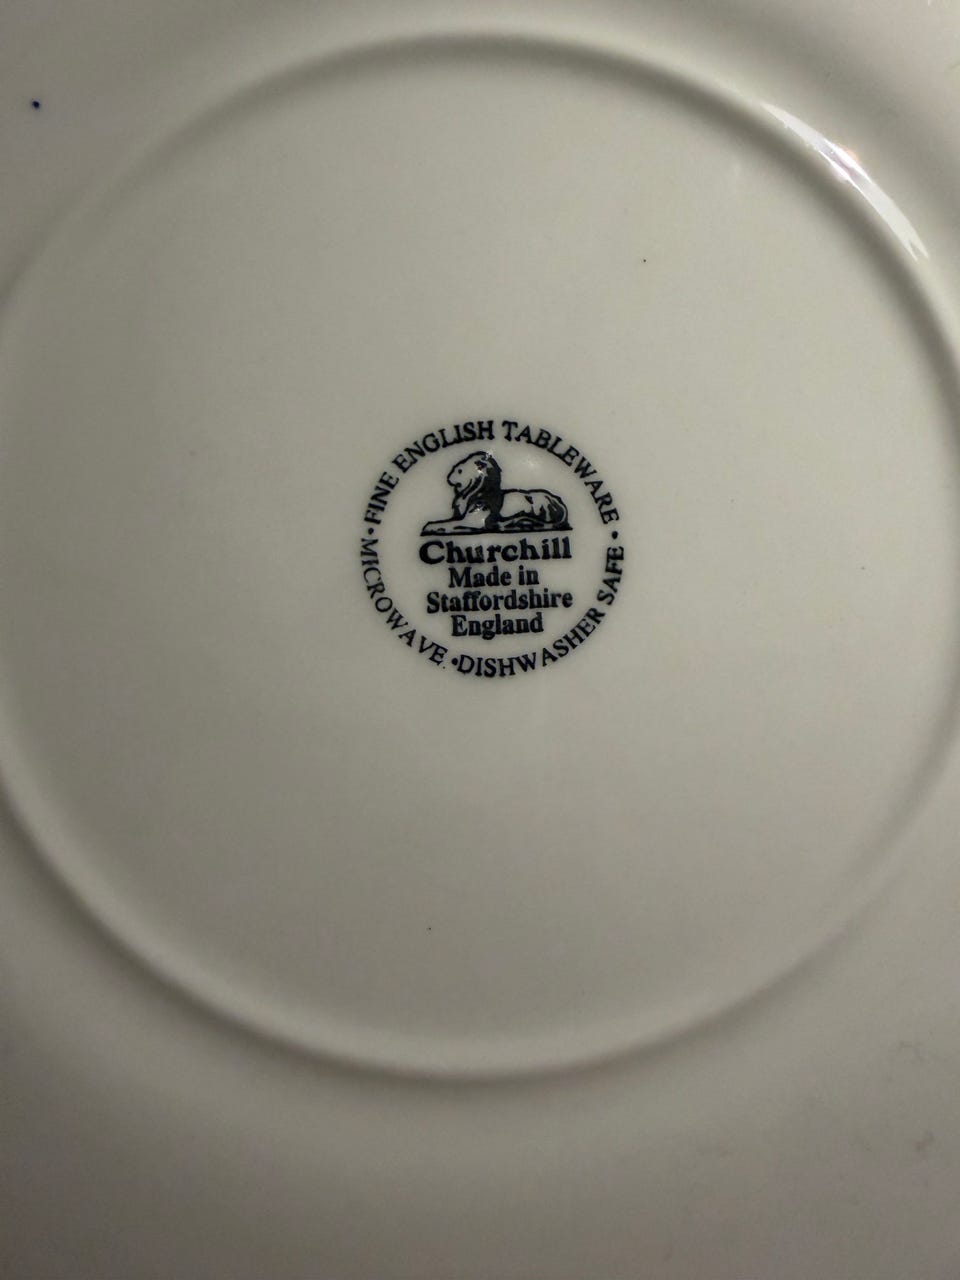 • FINE ENGLISH TABLEWARE •
Churchill
Made in
Staffordshire
England
MICROWAVE • DISHWASHER SAFE